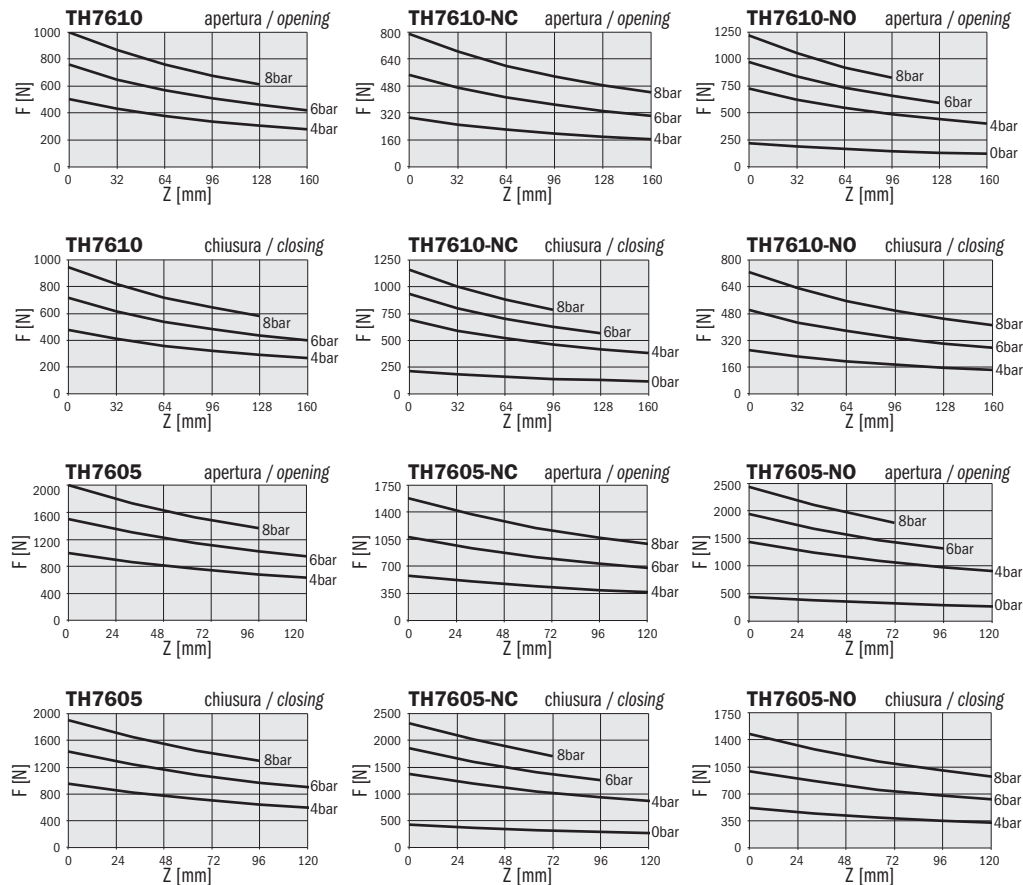 TH7610 apertura / opening
F [N]
1000
800
600
400
200
0
8bar
6bar
4bar
0 32 64 96 128 160
Z [mm]
TH7610-NC apertura / opening
F [N]
800
640
480
320
160
0
8bar
6bar
4bar
0 32 64 96 128 160
Z [mm]
TH7610-NO apertura / opening
F [N]
1250
1000
750
500
250
0
8bar
6bar
4bar
0bar
0 32 64 96 128 160
Z [mm]
TH7610 chiusura / closing
F [N]
1000
800
600
400
200
0
8bar
6bar
4bar
0 32 64 96 128 160
Z [mm]
TH7610-NC chiusura / closing
F [N]
1250
1000
750
500
250
0
8bar
6bar
4bar
0bar
0 32 64 96 128 160
Z [mm]
TH7610-NO chiusura / closing
F [N]
800
640
480
320
160
0
8bar
6bar
4bar
0 32 64 96 128 160
Z [mm]
TH7605 apertura / opening
F [N]
2000
1600
1200
800
400
0
8bar
6bar
4bar
0 24 48 72 96 120
Z [mm]
TH7605-NC apertura / opening
F [N]
1750
1400
1050
700
350
0
8bar
6bar
4bar
0 24 48 72 96 120
Z [mm]
TH7605-NO apertura / opening
F [N]
2500
2000
1500
1000
500
0
8bar
6bar
4bar
0bar
0 24 48 72 96 120
Z [mm]
TH7605 chiusura / closing
F [N]
2000
1600
1200
800
400
0
8bar
6bar
4bar
0 24 48 72 96 120
Z [mm]
TH7605-NC chiusura / closing
F [N]
2500
2000
1500
1000
500
0
8bar
6bar
4bar
0bar
0 24 48 72 96 120
Z [mm]
TH7605-NO chiusura / closing
F [N]
1750
1400
1050
700
350
0
8bar
6bar
4bar
0 24 48 72 96 120
Z [mm]